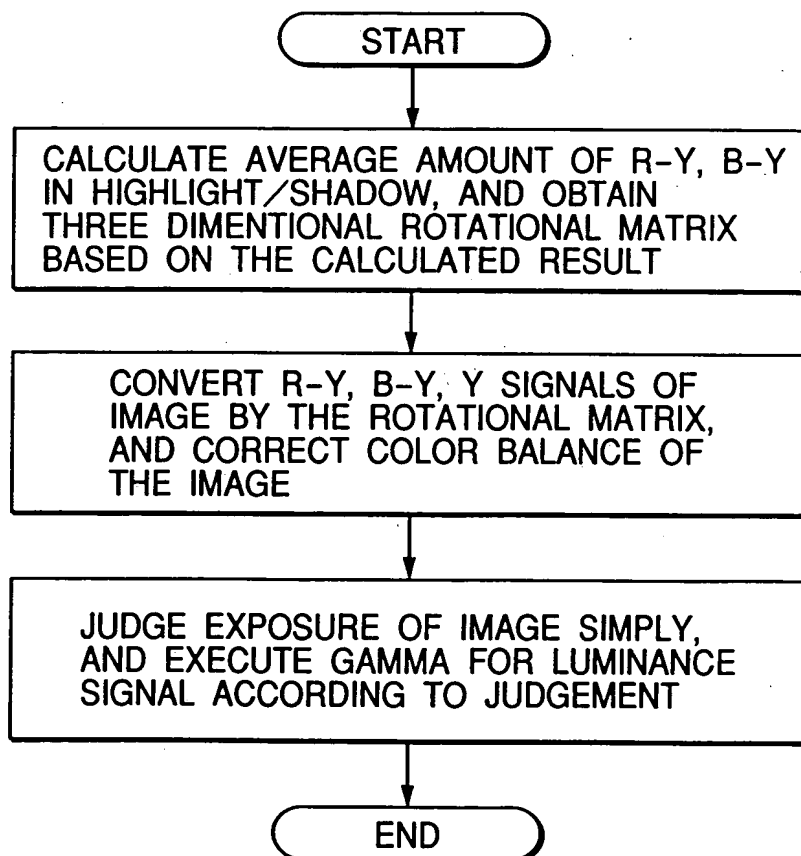 START
CALCULATE AVERAGE AMOUNT OF R-Y, B-Y
IN HIGHLIGHT/SHADOW, AND OBTAIN
THREE DIMENTIONAL ROTATIONAL MATRIX
BASED ON THE CALCULATED RESULT
CONVERT R-Y, B-Y, Y SIGNALS OF
IMAGE BY THE ROTATIONAL MATRIX,
AND CORRECT COLOR BALANCE OF
THE IMAGE
JUDGE EXPOSURE OF IMAGE SIMPLY,
AND EXECUTE GAMMA FOR LUMINANCE
SIGNAL ACCORDING TO JUDGEMENT
END